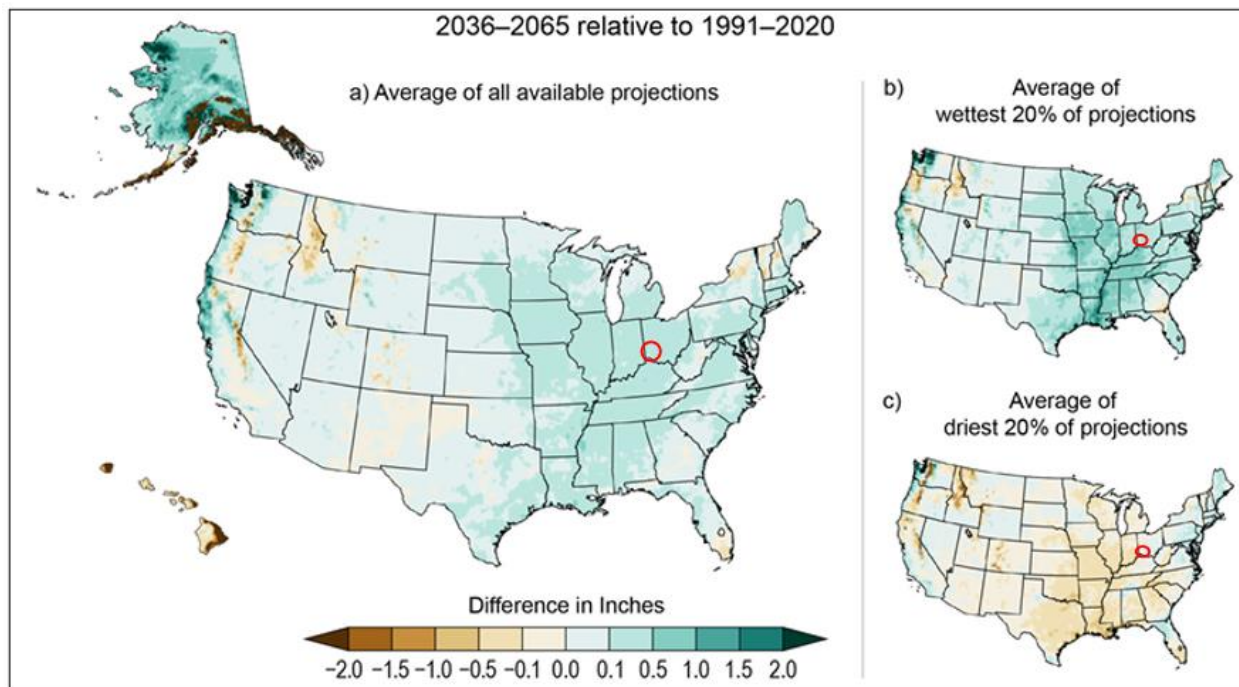 2036–2065 relative to 1991–2020
a) Average of all available projections
b) Average of
wettest 20% of projections
c) Average of
driest 20% of projections
Difference in Inches
−2.0 −1.5 −1.0 −0.5 −0.1 0.0 0.1 0.5 1.0 1.5 2.0